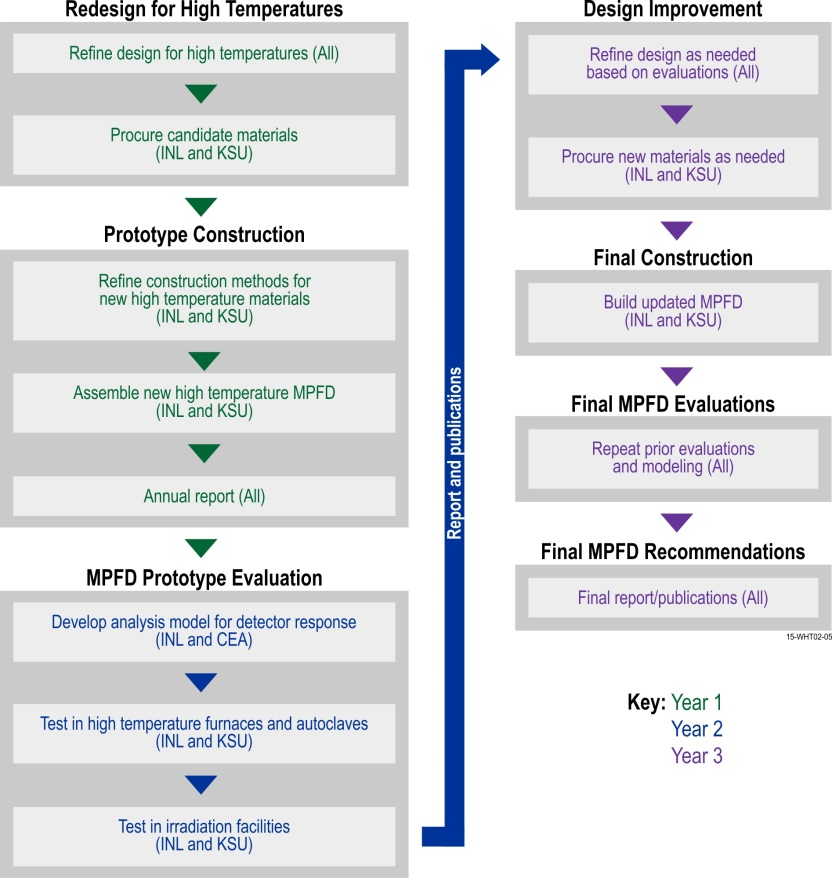 Redesign for High Temperatures
Refine design for high temperatures (All)
Procure candidate materials
(INL and KSU)
Prototype Construction
Refine construction methods for
new high temperature materials
(INL and KSU)
Assemble new high temperature MPFD
(INL and KSU)
Annual report (All)
MPFD Prototype Evaluation
Develop analysis model for detector response
(INL and CEA)
Test in high temperature furnaces and autoclaves
(INL and KSU)
Test in irradiation facilities
(INL and KSU)
Report and publications
Design Improvement
Refine design as needed
based on evaluations (All)
Procure new materials as needed
(INL and KSU)
Final Construction
Build updated MPFD
(INL and KSU)
Final MPFD Evaluations
Repeat prior evaluations
and modeling (All)
Final MPFD Recommendations
Final report/publications (All)
15-WHT02-05
Key: Year 1
Year 2
Year 3